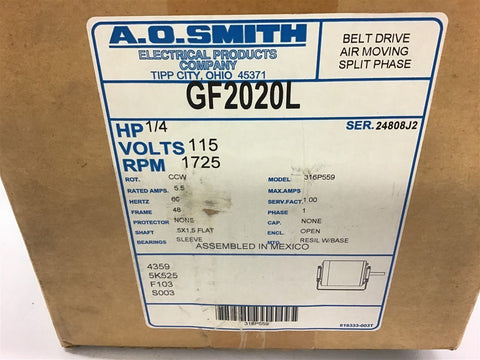 A.O.SMITH
ELECTRICAL PRODUCTS
COMPANY
TIPP CITY, OHIO 45371
BELT DRIVE
AIR MOVING
SPLIT PHASE
GF2020L
HP 1/4
SER. 24808J2
VOLTS 115
RPM 1725
ROT. CCW MODEL 316P559
RATED AMPS. 5.5 MAX.AMPS
HERTZ 60 SERV.FACT. 1.00
FRAME 48 PHASE 1
PROTECTOR NONE CAP. NONE
SHAFT .5X1.5 FLAT ENCL. OPEN
BEARINGS SLEEVE MTG RESIL W/BASE
ASSEMBLED IN MEXICO
4359
5K525
F103
S003
316P559
619333-003T